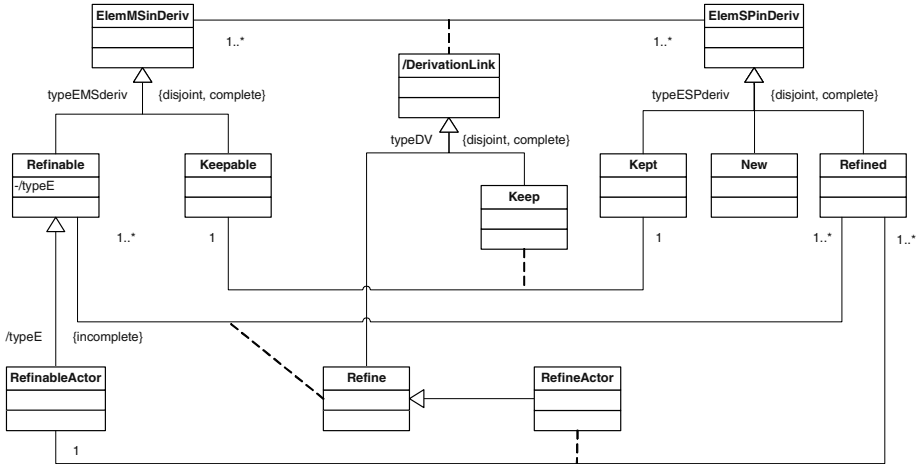 ElemMSinDeriv
ElemSPinDeriv
1..*
1..*
/DerivationLink
typeEMSderiv {disjoint, complete}
typeESPderiv {disjoint, complete}
typeDV {disjoint, complete}
Refinable
-/typeE
Keepable
Kept
New
Refined
Keep
1..*
1
1
1..*
1..*
/typeE {incomplete}
RefinableActor
Refine
RefineActor
1